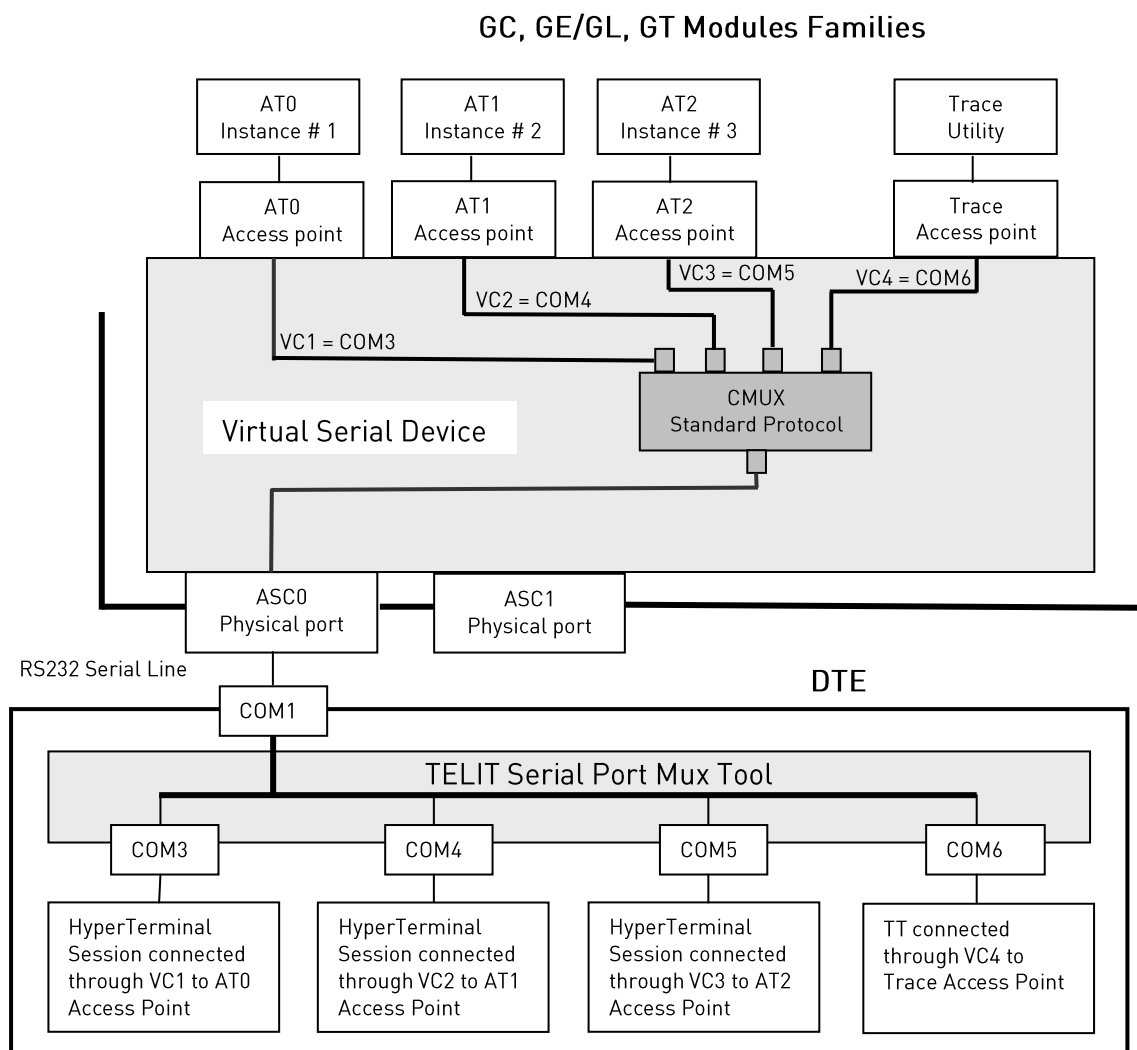 GC, GE/GL, GT Modules Families
AT0
Instance # 1
AT1
Instance # 2
AT2
Instance # 3
Trace
Utility
AT0
Access point
AT1
Access point
AT2
Access point
Trace
Access point
VC1 = COM3
VC2 = COM4
VC3 = COM5
VC4 = COM6
CMUX
Standard Protocol
Virtual Serial Device
ASC0
Physical port
ASC1
Physical port
RS232 Serial Line
DTE
COM1
TELIT Serial Port Mux Tool
COM3
COM4
COM5
COM6
HyperTerminal
Session connected
through VC1 to AT0
Access Point
HyperTerminal
Session connected
through VC2 to AT1
Access Point
HyperTerminal
Session connected
through VC3 to AT2
Access Point
TT connected
through VC4 to
Trace Access Point